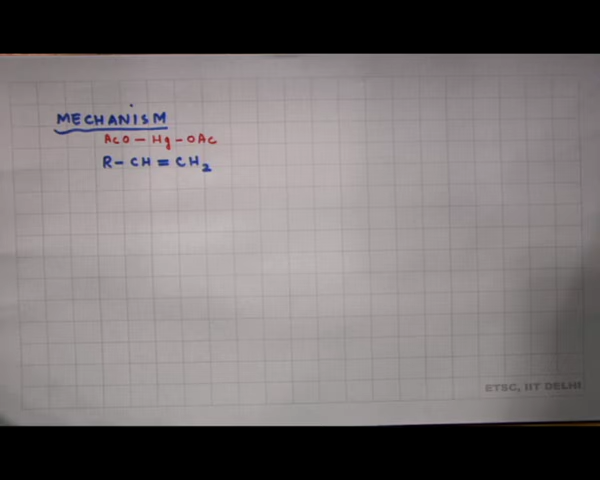 MECHANISM
AcO - Hg - OAc
R - CH = CH2
ETSC, IIT DELHI